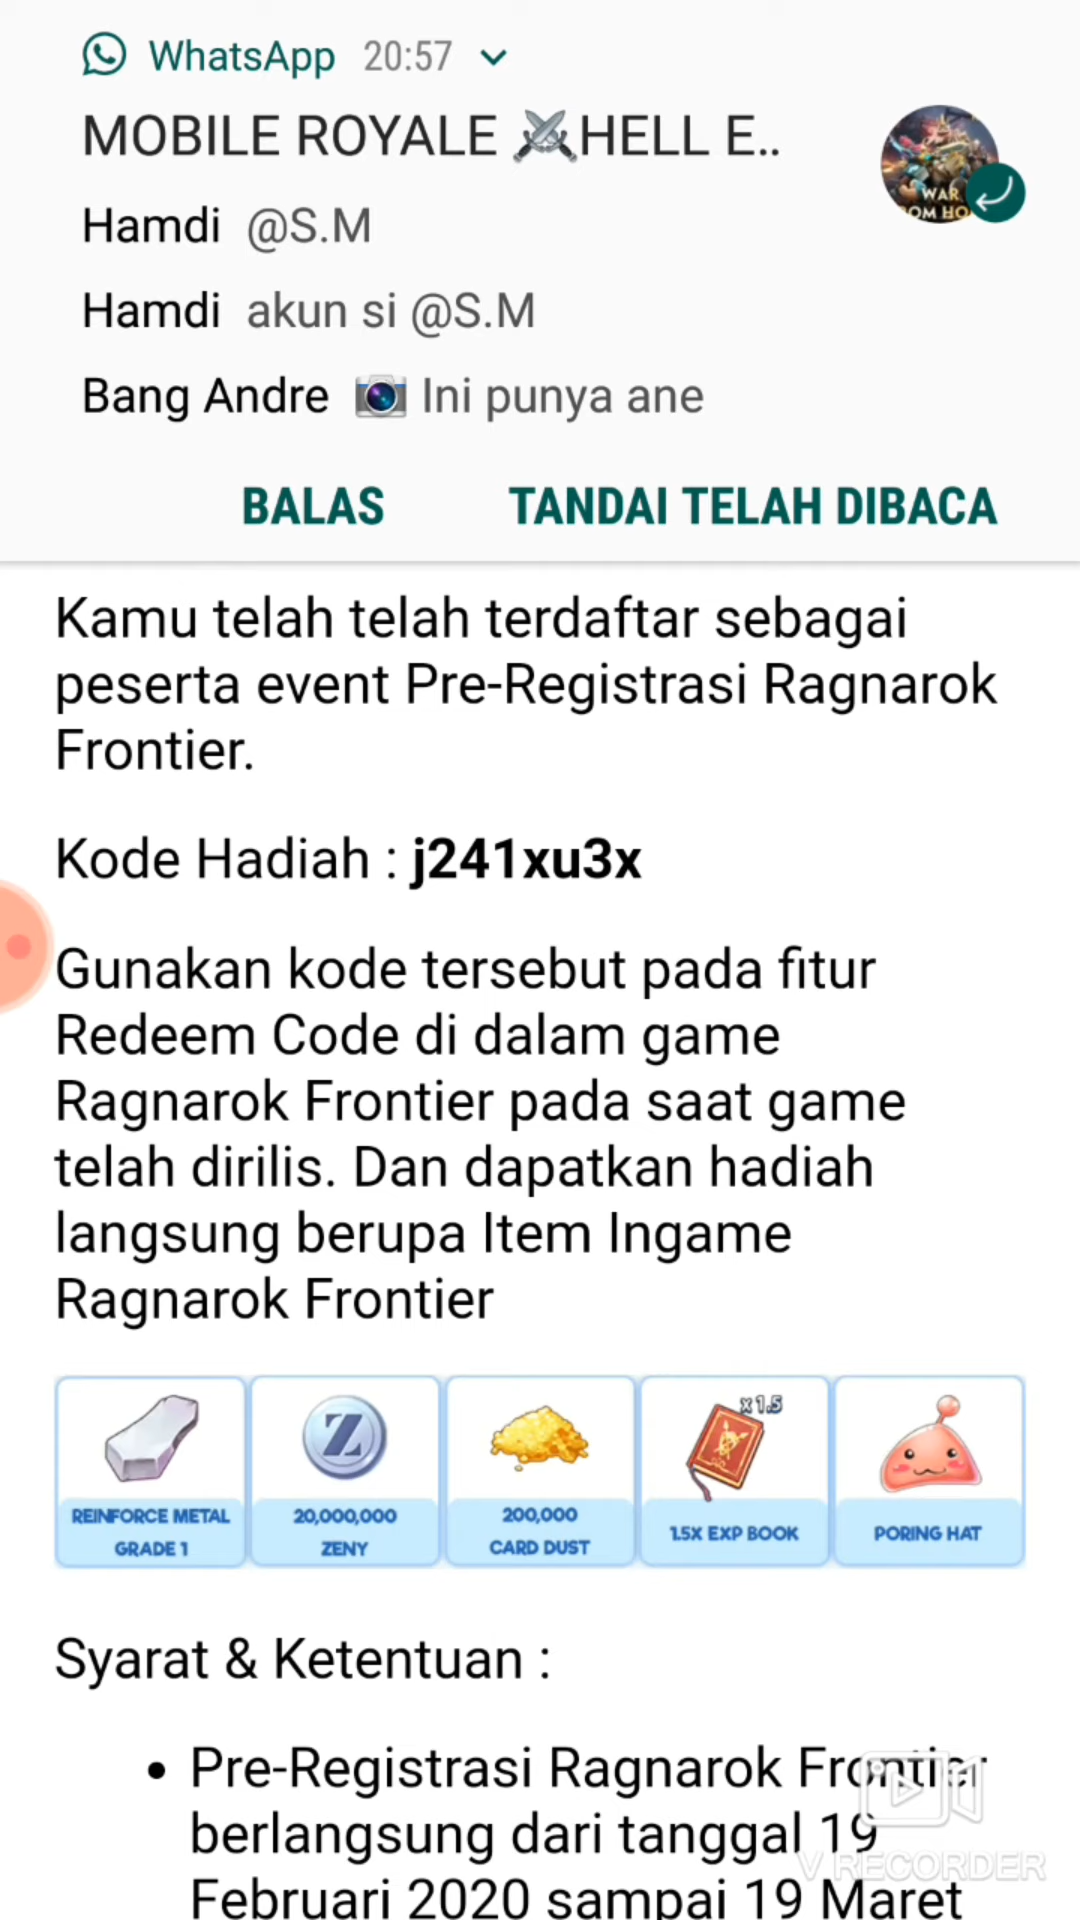 WhatsApp 20:57
MOBILE ROYALE ⚔️HELL E..
Hamdi @S.M
Hamdi akun si @S.M
Bang Andre 📷 Ini punya ane
BALAS TANDAI TELAH DIBACA
WAR
OM HO
Kamu telah telah terdaftar sebagai
peserta event Pre-Registrasi Ragnarok
Frontier.
Kode Hadiah : j241xu3x
Gunakan kode tersebut pada fitur
Redeem Code di dalam game
Ragnarok Frontier pada saat game
telah dirilis. Dan dapatkan hadiah
langsung berupa Item Ingame
Ragnarok Frontier
Z
x1.5
REINFORCE METAL
GRADE 1
20,000,000
ZENY
200,000
CARD DUST
1.5X EXP BOOK
PORING HAT
Syarat & Ketentuan :
• Pre-Registrasi Ragnarok Frontier
berlangsung dari tanggal 19
Februari 2020 sampai 19 Maret
V RECORDER